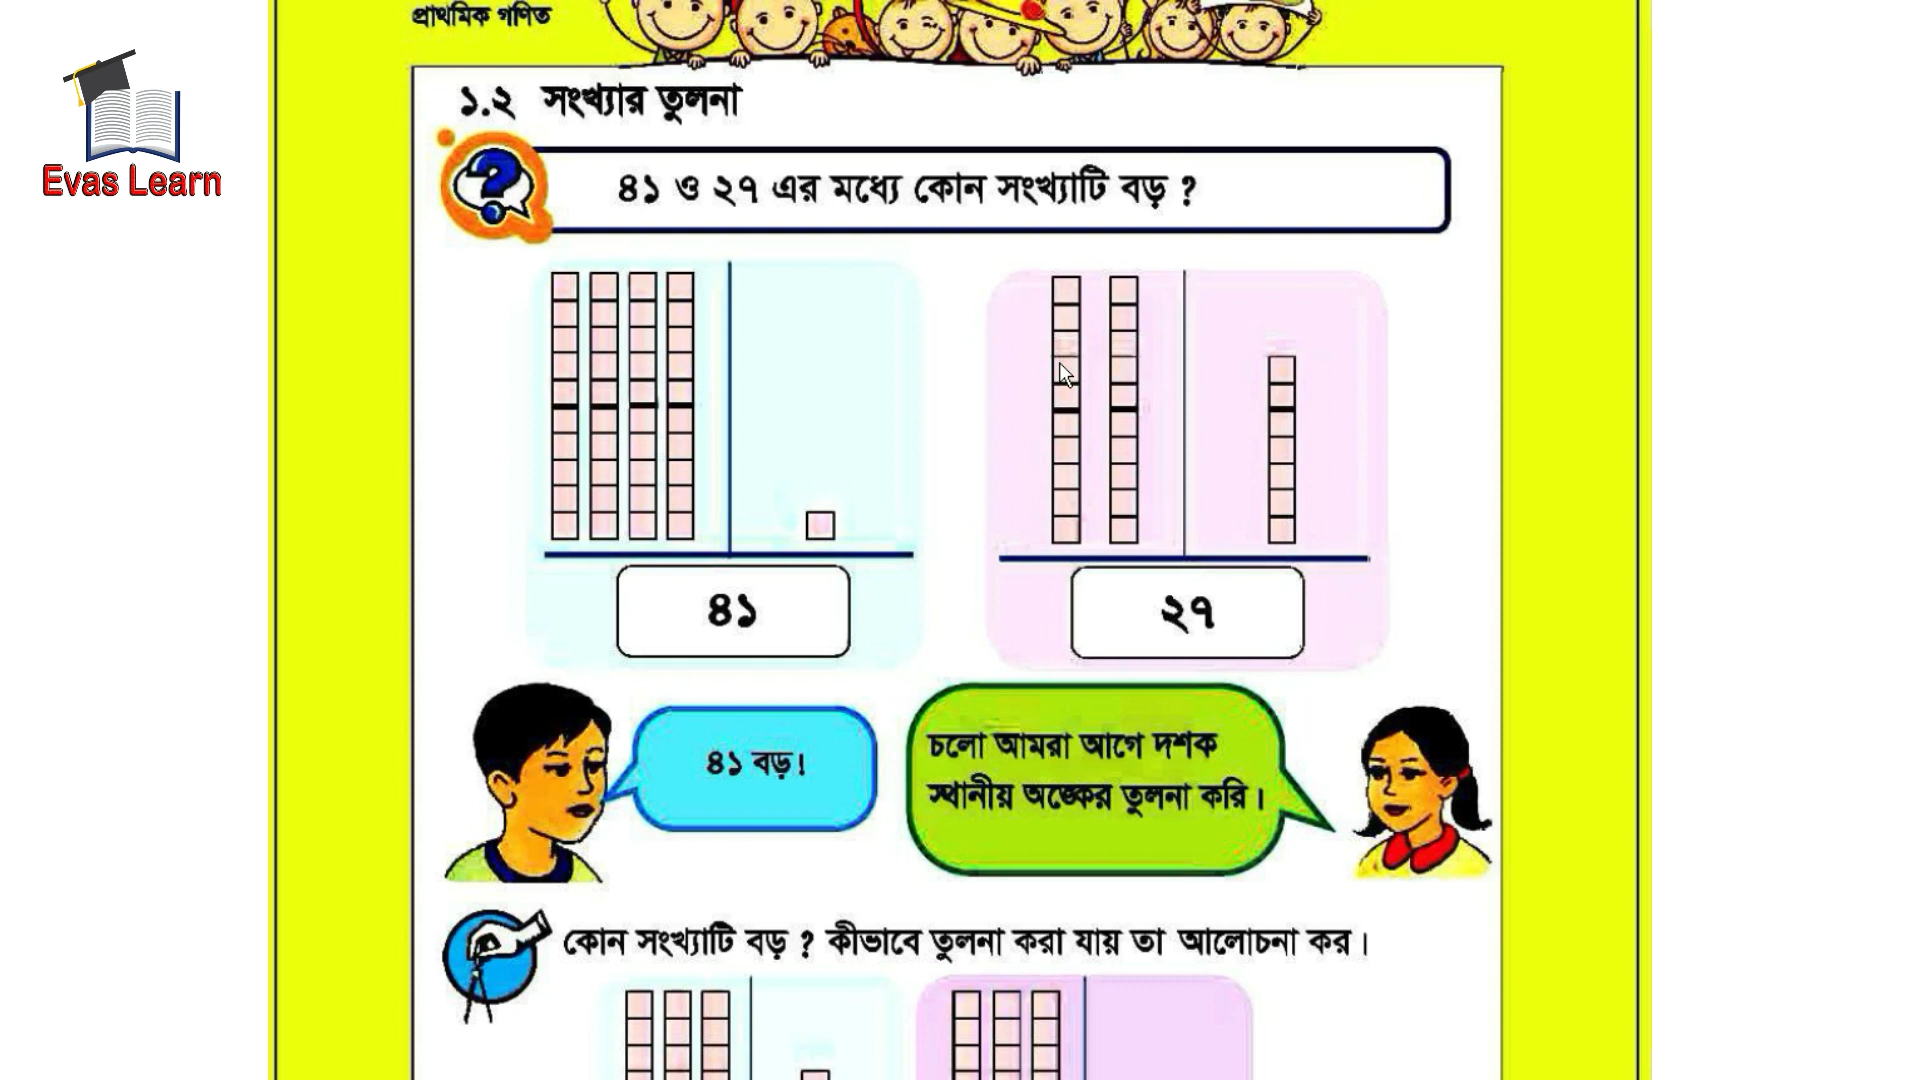 প্রাথমিক গণিত
Evas Learn
১.২ সংখ্যার তুলনা
?
৪১ ও ২৭ এর মধ্যে কোন সংখ্যাটি বড় ?
৪১
২৭
৪১ বড়!
চলো আমরা আগে দশক
স্থানীয় অঙ্কের তুলনা করি।
কোন সংখ্যাটি বড় ? কীভাবে তুলনা করা যায় তা আলোচনা কর।